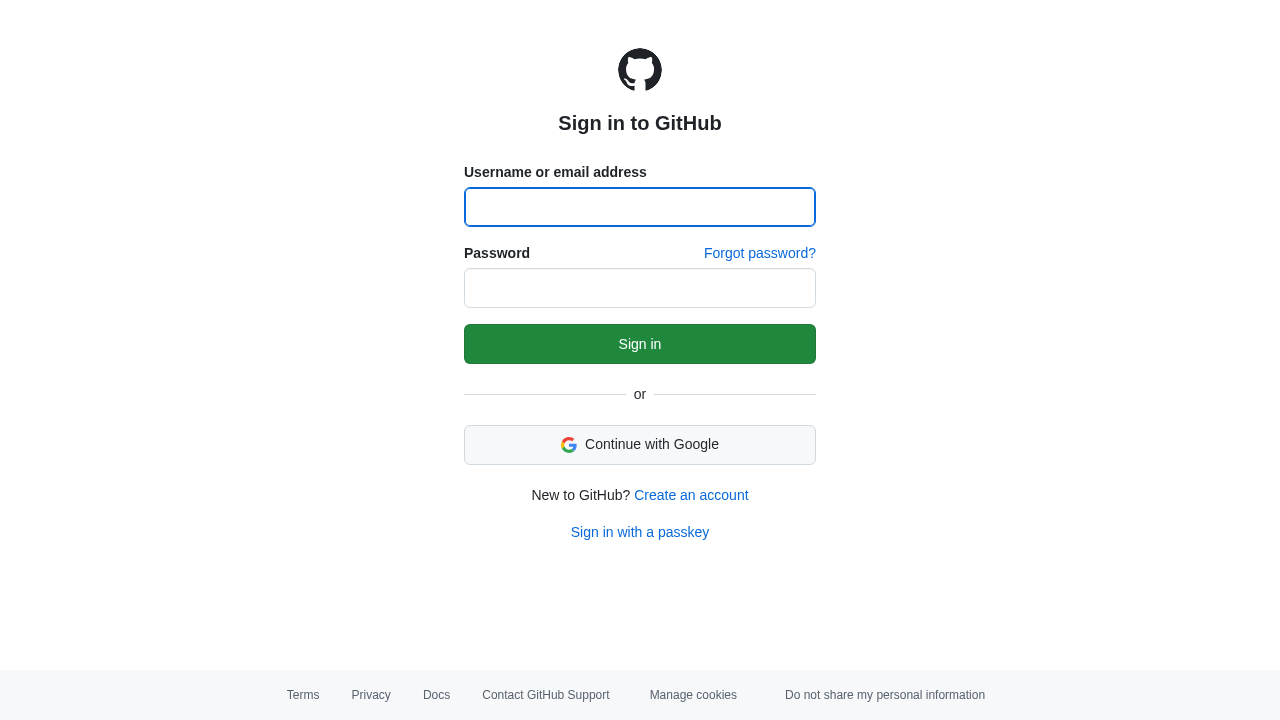 Sign in to GitHub
Username or email address
Password Forgot password?
Sign in
or
Continue with Google
New to GitHub? Create an account
Sign in with a passkey
Terms Privacy Docs Contact GitHub Support Manage cookies Do not share my personal information